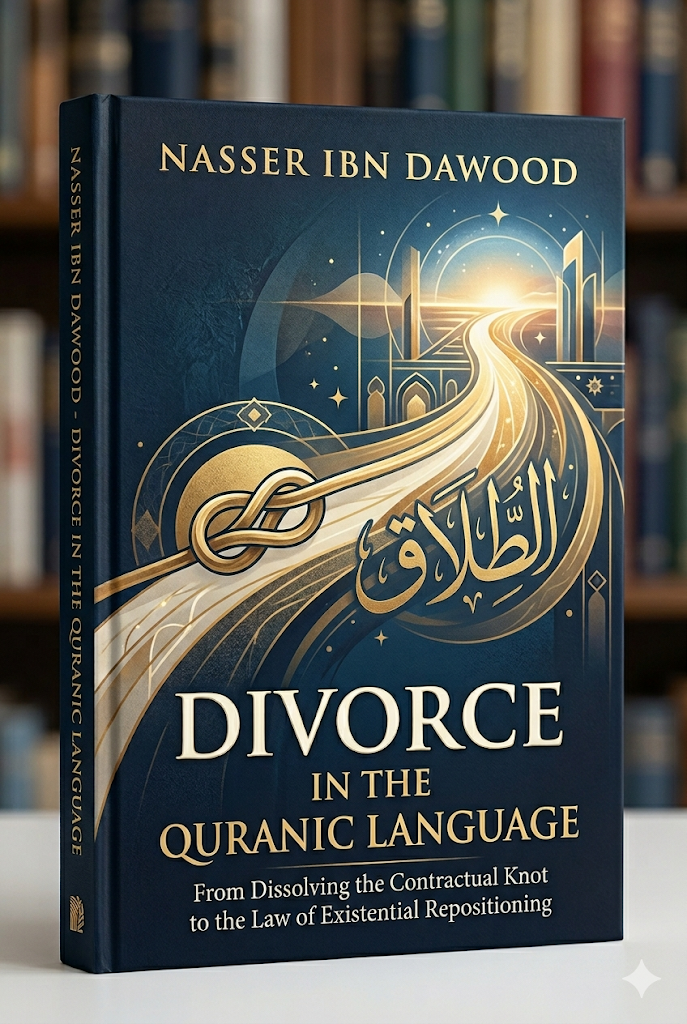 NASSER IBN DAWOOD
الطَّلَاق
DIVORCE
IN THE
QURANIC LANGUAGE
From Dissolving the Contractual Knot
to the Law of Existential Repositioning
NASSER IBN DAWOOD - DIVORCE IN THE QURANIC LANGUAGE